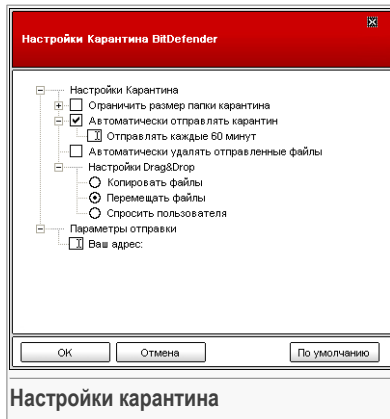 Настройки Карантина BitDefender
Настройки Карантина
Ограничить размер папки карантина
Автоматически отправлять карантин
Отправлять каждые 60 минут
Автоматически удалять отправленные файлы
Настройки Drag&Drop
Копировать файлы
Перемещать файлы
Спросить пользователя
Параметры отправки
Ваш адрес:
OK
Отмена
По умолчанию
Настройки карантина